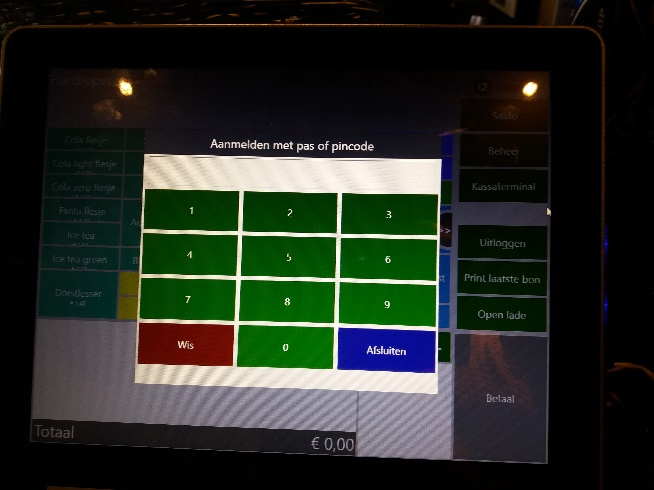 Aanmelden met pas of pincode
1 2 3
4 5 6
7 8 9
Wis 0 Afsluiten
Cola flesje
Cola light flesje
Cola zero flesje
Fanta flesje
Ice tea
Ice tea green
Dorstlesser
Saldo
Beheer
Kassaterminal
Uitloggen
Print laatste bon
Open lade
Betaal
Totaal € 0,00